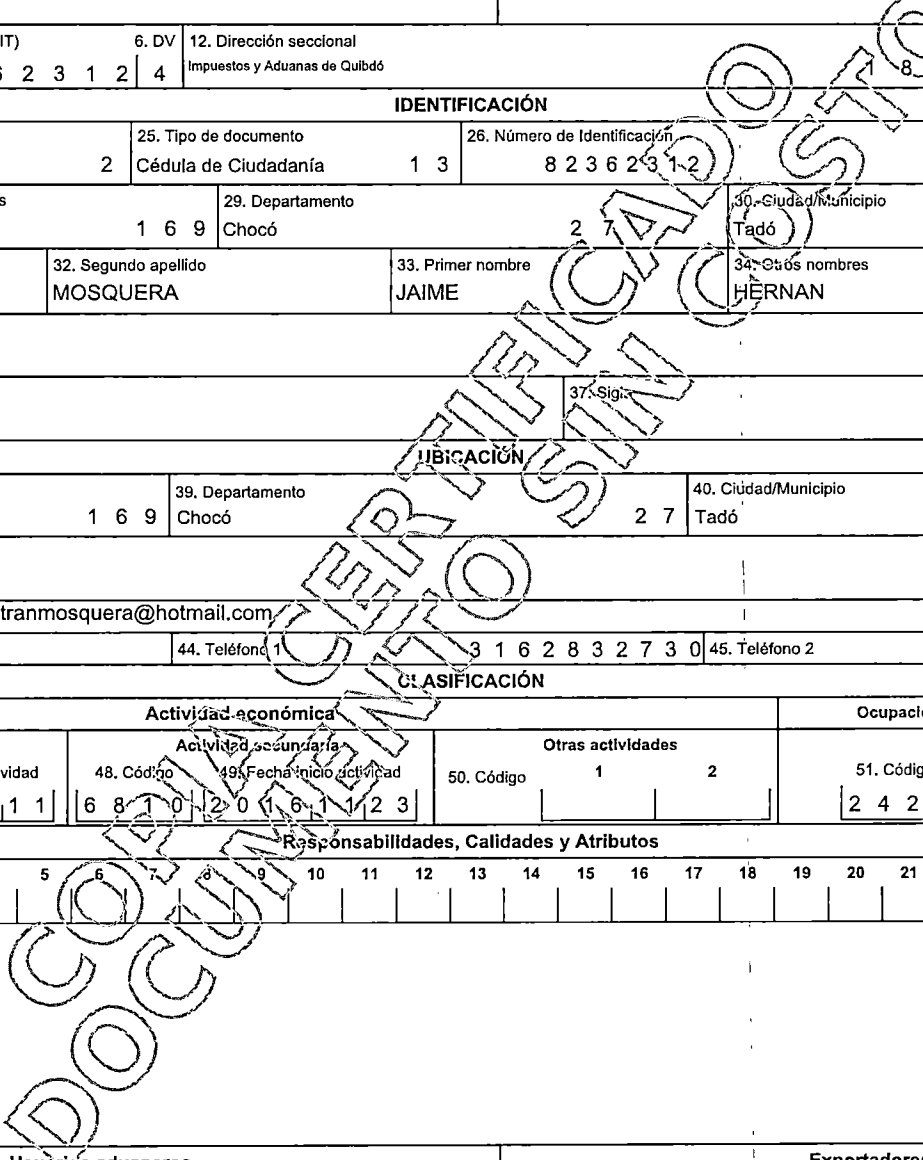 IT) 6. DV 12. Dirección seccional
6 2 3 1 2 4 Impuestos y Aduanas de Quibdó 1 8
IDENTIFICACIÓN
25. Tipo de documento 26. Número de Identificación
2 Cédula de Ciudadanía 1 3 8 2 3 6 2 3 1 2
s 29. Departamento 30. Ciudad/Municipio
1 6 9 Chocó 2 7 Tadó
32. Segundo apellido 33. Primer nombre 34. Otros nombres
MOSQUERA JAIME HERNAN
37. Sigla
UBICACIÓN
39. Departamento 40. Ciudad/Municipio
1 6 9 Chocó 2 7 Tadó
tranmosquera@hotmail.com
44. Teléfono 1 3 1 6 2 8 3 2 7 3 0 45. Teléfono 2
CLASIFICACIÓN
Actividad económica Ocupaci
Actividad secundaria Otras actividades
vidad 48. Código 49. Fecha inicio actividad 50. Código 1 2 51. Códig
1 1 6 8 1 0 2 0 1 6 1 1 2 3 2 4 2
Responsabilidades, Calidades y Atributos
5 6 7 8 9 10 11 12 13 14 15 16 17 18 19 20 21
COPIA CERTIFICADO
DOCUMENTO SIN COSTO
Exportadore